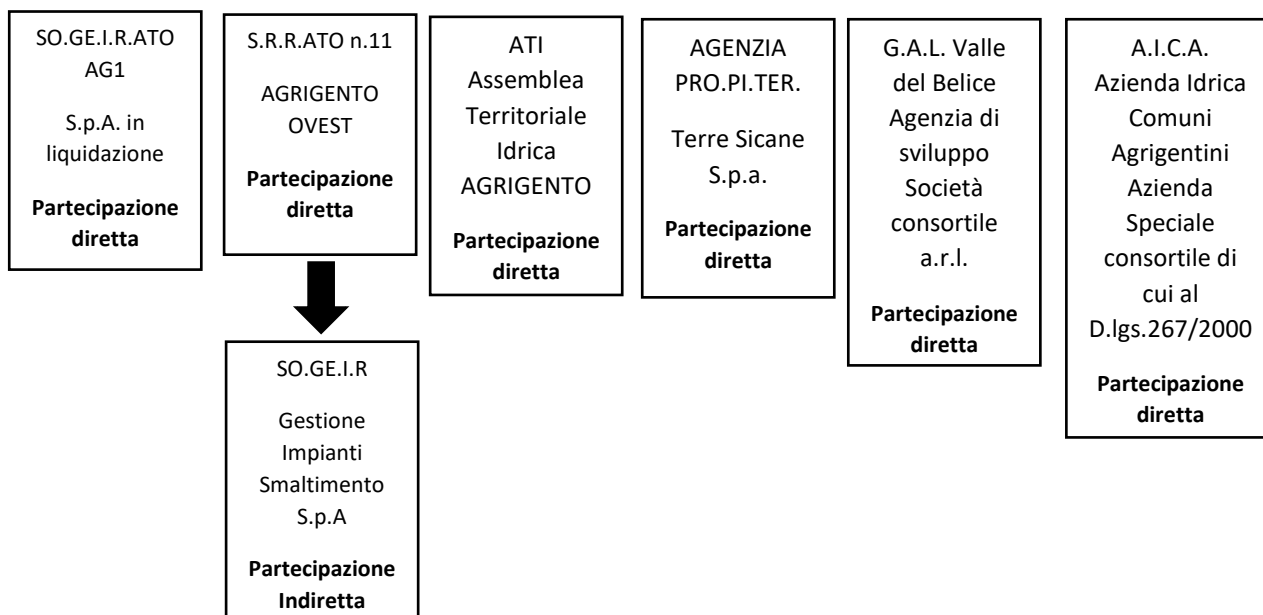 SO.GE.I.R.ATO
AG1
S.p.A. in
liquidazione
Partecipazione
diretta
S.R.R.ATO n.11
AGRIGENTO
OVEST
Partecipazione
diretta
ATI
Assemblea
Territoriale
Idrica
AGRIGENTO
Partecipazione
diretta
AGENZIA
PRO.PI.TER.
Terre Sicane
S.p.a.
Partecipazione
diretta
G.A.L. Valle
del Belice
Agenzia di
sviluppo
Società
consortile
a.r.l.
Partecipazione
diretta
A.I.C.A.
Azienda Idrica
Comuni
Agrigentini
Azienda
Speciale
consortile di
cui al
D.lgs.267/2000
Partecipazione
diretta
SO.GE.I.R
Gestione
Impianti
Smaltimento
S.p.A
Partecipazione
Indiretta